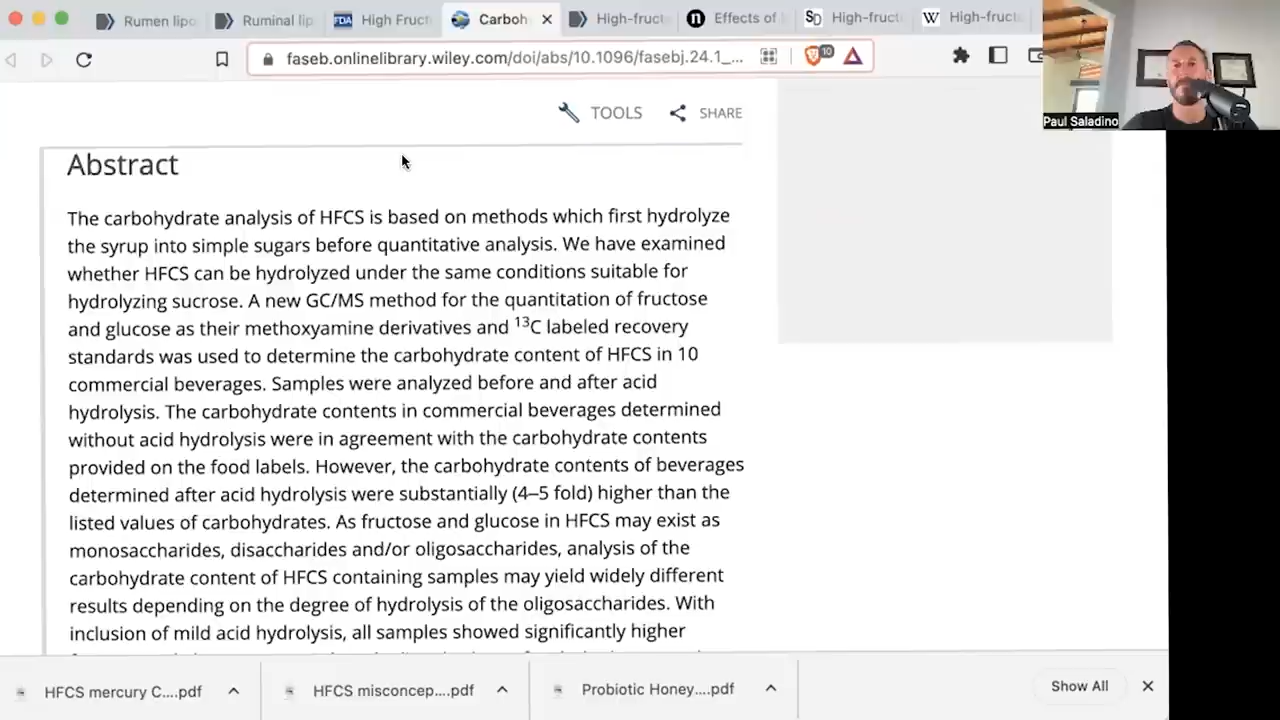 Rumen lipo
Ruminal lip
FDA High Fruct
Carboh
High-fruct
n Effects of
SD High-fruct
W High-fruct
faseb.onlinelibrary.wiley.com/doi/abs/10.1096/fasebj.24.1_...
10
Paul Saladino
TOOLS
SHARE
Abstract
The carbohydrate analysis of HFCS is based on methods which first hydrolyze
the syrup into simple sugars before quantitative analysis. We have examined
whether HFCS can be hydrolyzed under the same conditions suitable for
hydrolyzing sucrose. A new GC/MS method for the quantitation of fructose
and glucose as their methoxyamine derivatives and ¹³C labeled recovery
standards was used to determine the carbohydrate content of HFCS in 10
commercial beverages. Samples were analyzed before and after acid
hydrolysis. The carbohydrate contents in commercial beverages determined
without acid hydrolysis were in agreement with the carbohydrate contents
provided on the food labels. However, the carbohydrate contents of beverages
determined after acid hydrolysis were substantially (4–5 fold) higher than the
listed values of carbohydrates. As fructose and glucose in HFCS may exist as
monosaccharides, disaccharides and/or oligosaccharides, analysis of the
carbohydrate content of HFCS containing samples may yield widely different
results depending on the degree of hydrolysis of the oligosaccharides. With
inclusion of mild acid hydrolysis, all samples showed significantly higher
HFCS mercury C....pdf
HFCS misconcep....pdf
Probiotic Honey....pdf
Show All